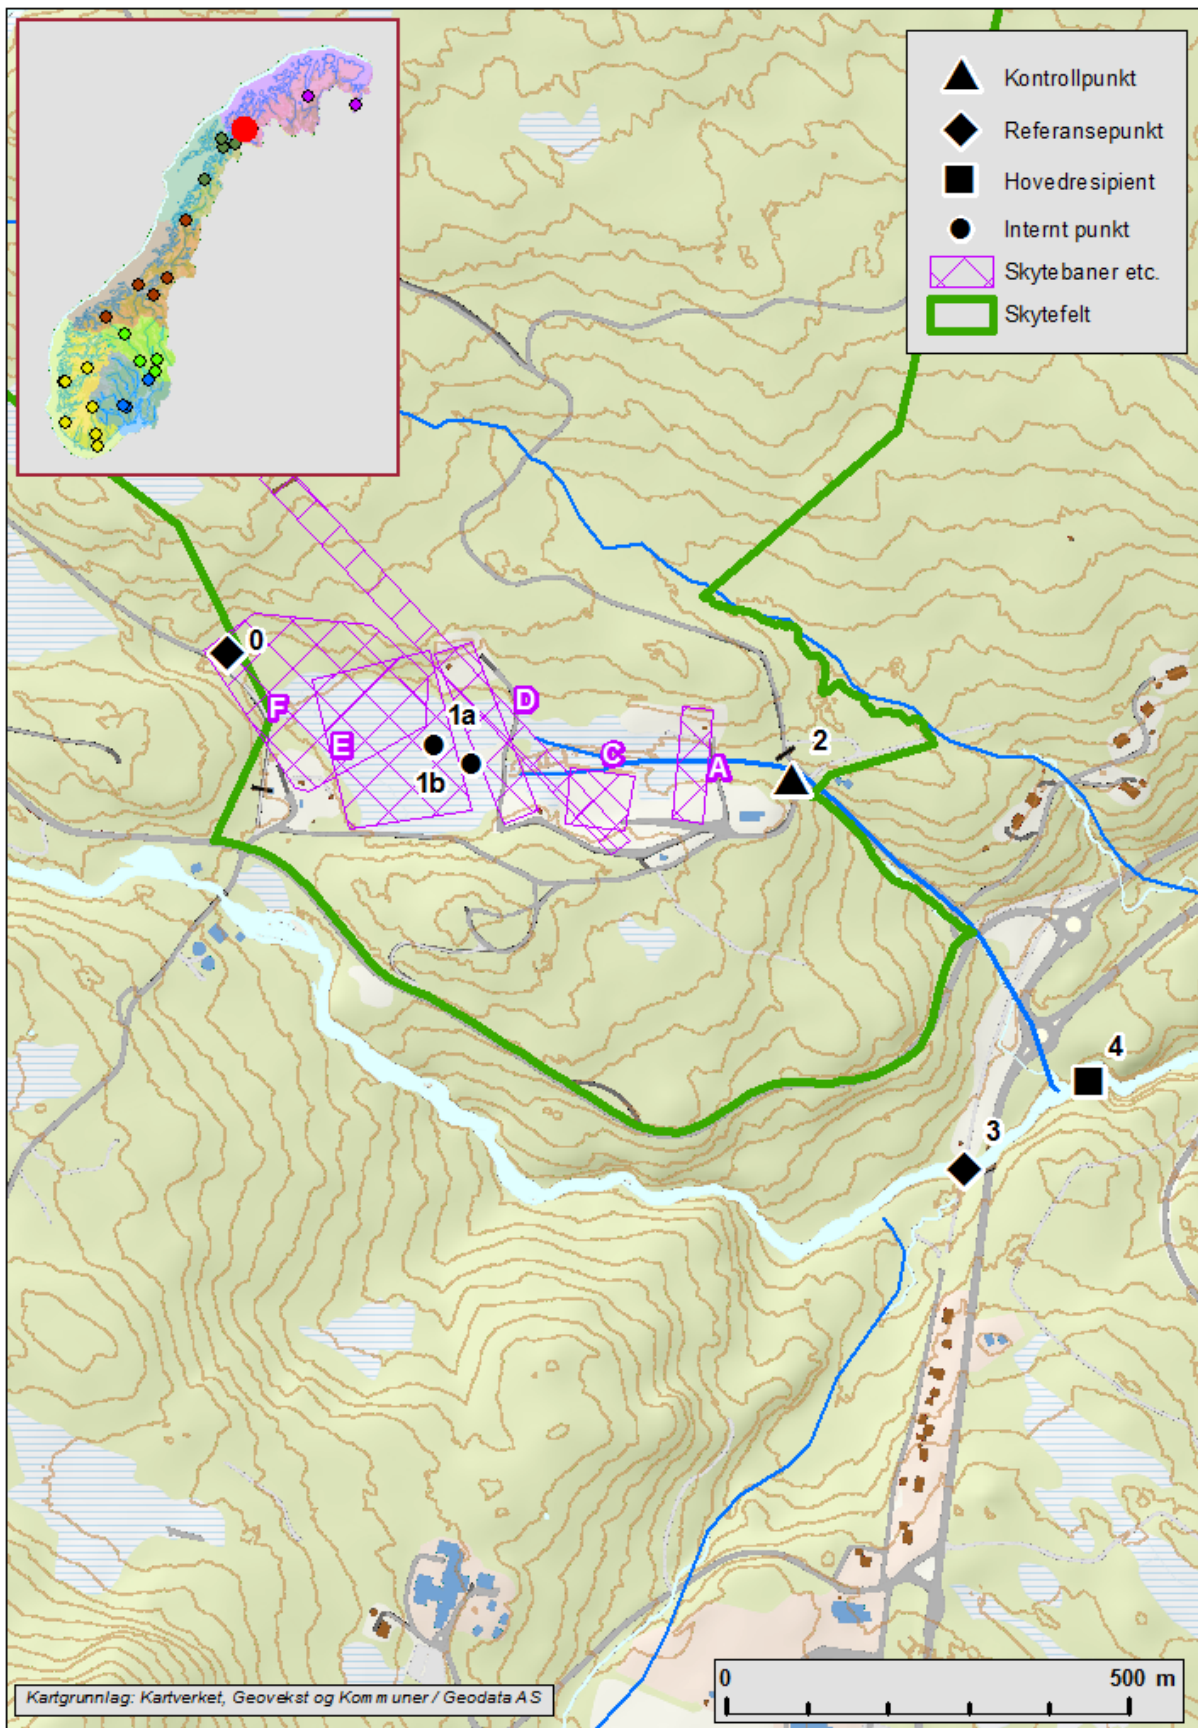 Kontrollpunkt
Referansepunkt
Hovedresipient
Internt punkt
Skytebaner etc.
Skytefelt
0
F
E
1a
1b
D
C
A
2
4
3
0 500 m
Kartgrunnlag: Kartverket, Geovekst og Kommuner / Geodata AS